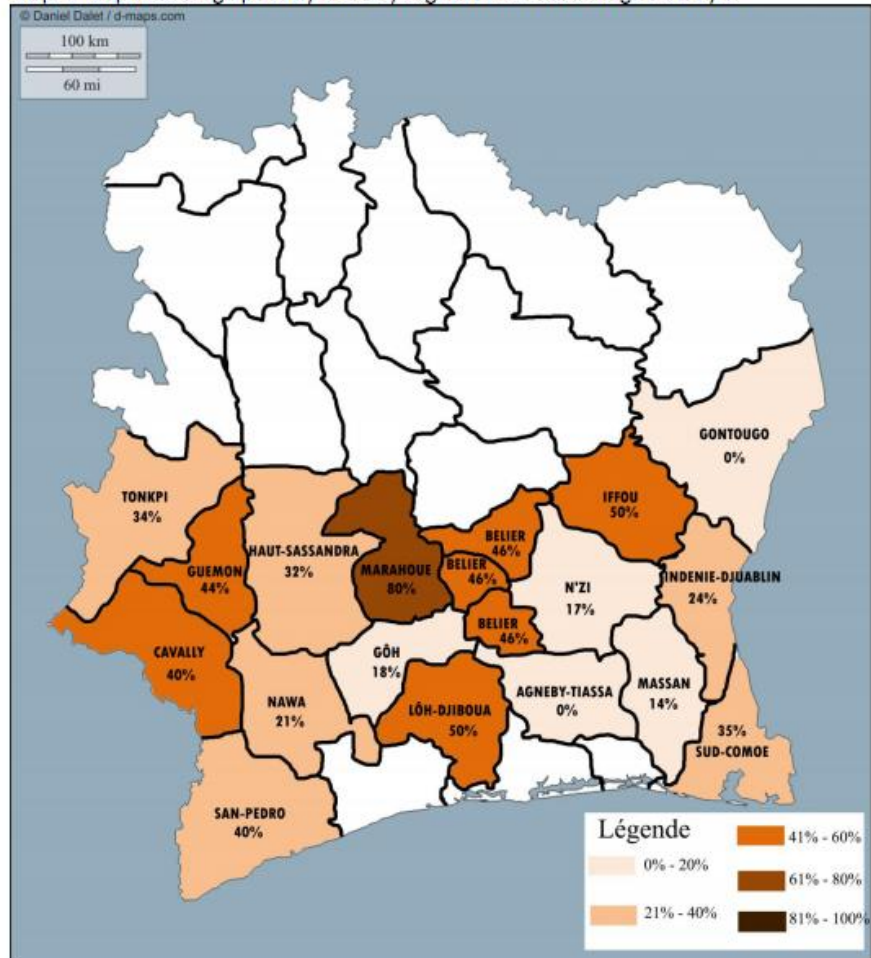 © Daniel Dalet / d-maps.com
100 km
60 mi
GONTOUGO
0%
TONKPI
34%
IFFOU
50%
GUEMON
44%
HAUT-SASSANDRA
32%
MARAHOUE
80%
BELIER
46%
BELIER
46%
BELIER
46%
N'ZI
17%
INDENIE-DJUABLIN
24%
CAVALLY
40%
GÔH
18%
NAWA
21%
LÔH-DJIBOUA
50%
AGNEBY-TIASSA
0%
MASSAN
14%
35%
SUD-COMOE
SAN-PEDRO
40%
Légende
0% - 20%
21% - 40%
41% - 60%
61% - 80%
81% - 100%